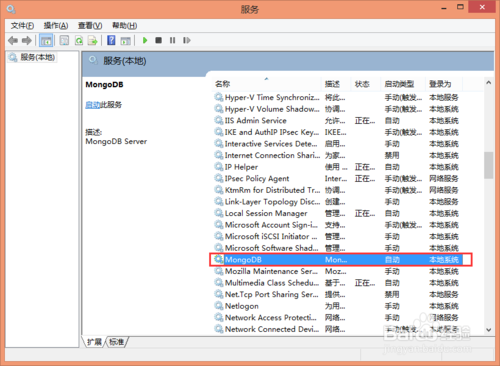 服务
文件(F) 操作(A) 查看(V) 帮助(H)
服务(本地)
服务(本地)
MongoDB
启动此服务
描述:
MongoDB Server
名称 描述 状态 启动类型 登录为
Hyper-V Time Synchroniz... 将此... 手动(触发... 本地服务
Hyper-V Volume Shadow... 协调... 手动(触发... 本地系统
IIS Admin Service 允许... 正在... 自动 本地系统
IKE and AuthIP IPsec Key... IKEE... 手动(触发... 本地系统
Interactive Services Dete... 启用... 手动 本地系统
Internet Connection Shari... 为家... 禁用 本地系统
IP Helper 使用... 正在... 自动 本地系统
IPsec Policy Agent Inter... 正在... 手动(触发... 网络服务
KtmRm for Distributed Tr... 协调... 手动(触发... 网络服务
Link-Layer Topology Disc... 创建... 手动 本地服务
Local Session Manager 管理... 正在... 自动 本地系统
Microsoft Account Sign-i... 支持... 手动(触发... 本地系统
Microsoft iSCSI Initiator ... 管理... 手动 本地系统
Microsoft Software Shad... 管理... 手动 本地系统
MongoDB Mon... 自动 本地系统
Mozilla Maintenance Ser... Moz... 手动 本地系统
Multimedia Class Schedu... 基于... 正在... 自动 本地系统
Net.Tcp Port Sharing Ser... 提供... 禁用 本地服务
Netlogon 为用... 手动 本地系统
Network Access Protecti... 网络... 手动 网络服务
Network Connected Devi... 网络... 手动(触发... 本地服务
扩展 标准